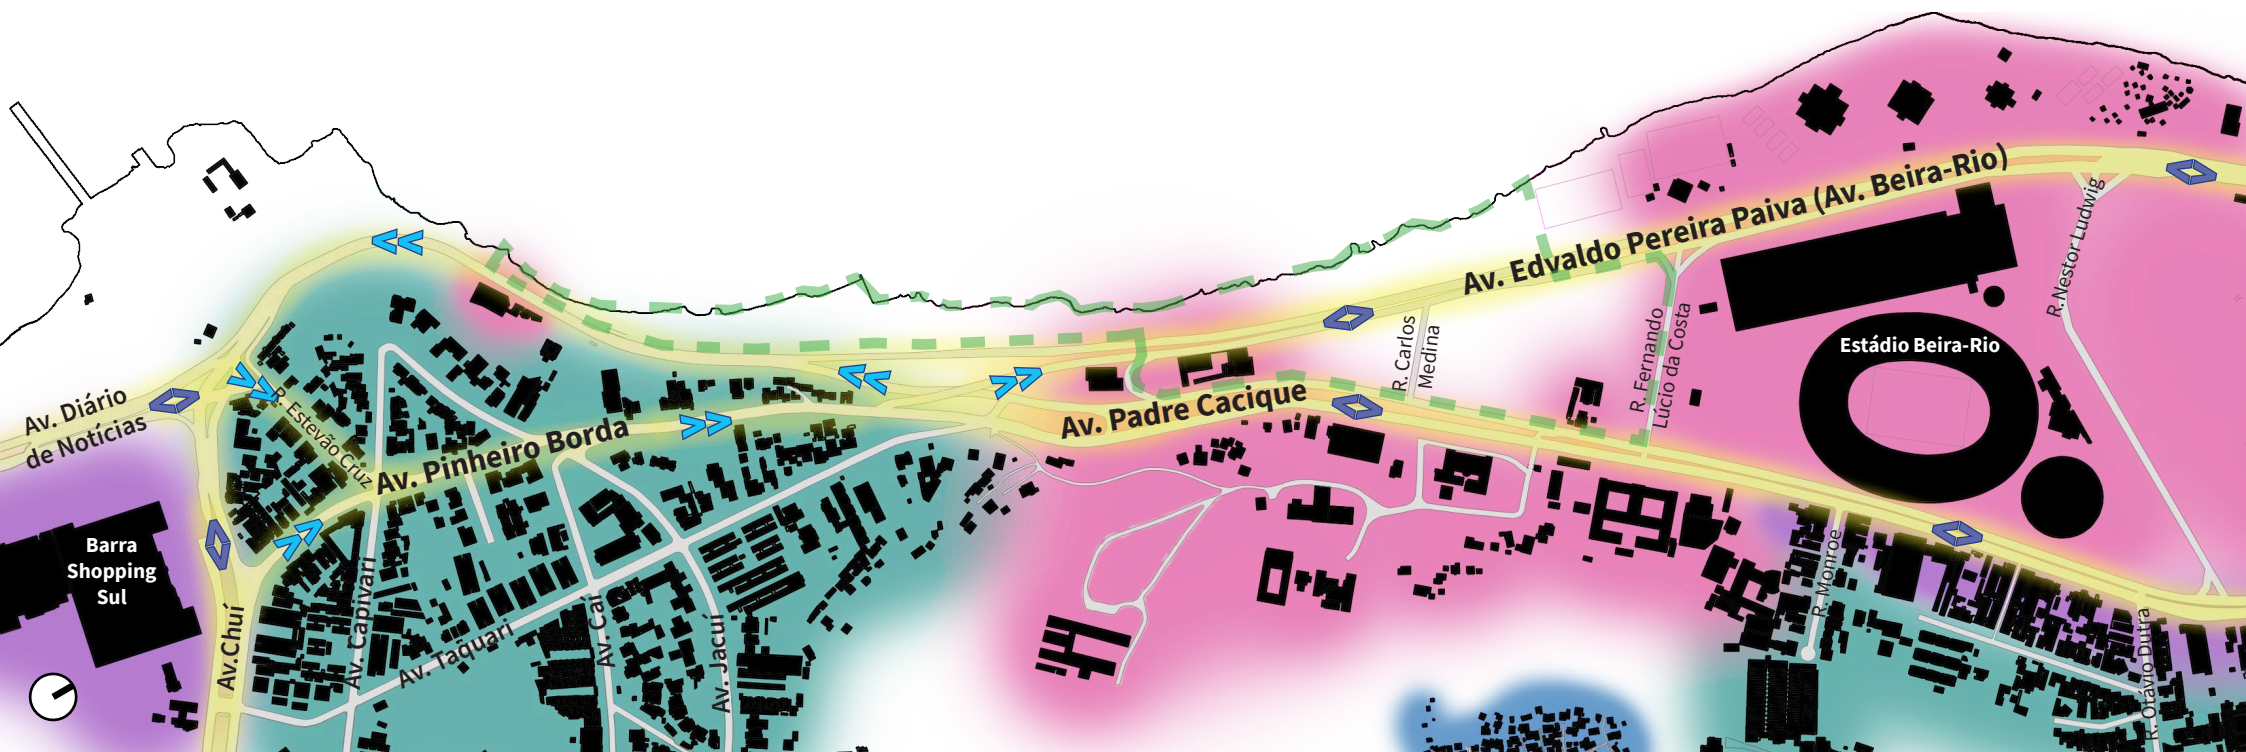 Av. Edvaldo Pereira Paiva (Av. Beira-Rio)
R. Nestor Ludwig
Estádio Beira-Rio
R. Carlos
Medina
R. Fernando
Lúcio da Costa
Av. Diário
de Notícias
R. Estevão Cruz
Av. Pinheiro Borda
Av. Padre Cacique
Barra
Shopping
Sul
Av.Chuí
Av. Capivari
Av. Taquari
Av. Caí
Av. Jacuí
R. Monroe
R. Otávio Dutra